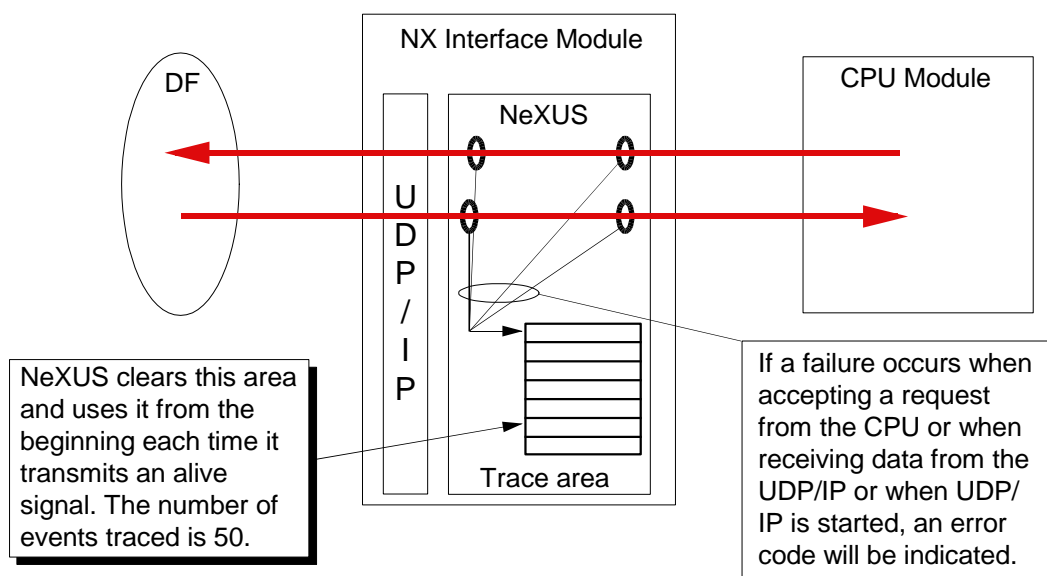 NX Interface Module
DF
CPU Module
NeXUS
U
D
P
/
I
P
Trace area
NeXUS clears this area
and uses it from the
beginning each time it
transmits an alive
signal. The number of
events traced is 50.
If a failure occurs when
accepting a request
from the CPU or when
receiving data from the
UDP/IP or when UDP/
IP is started, an error
code will be indicated.